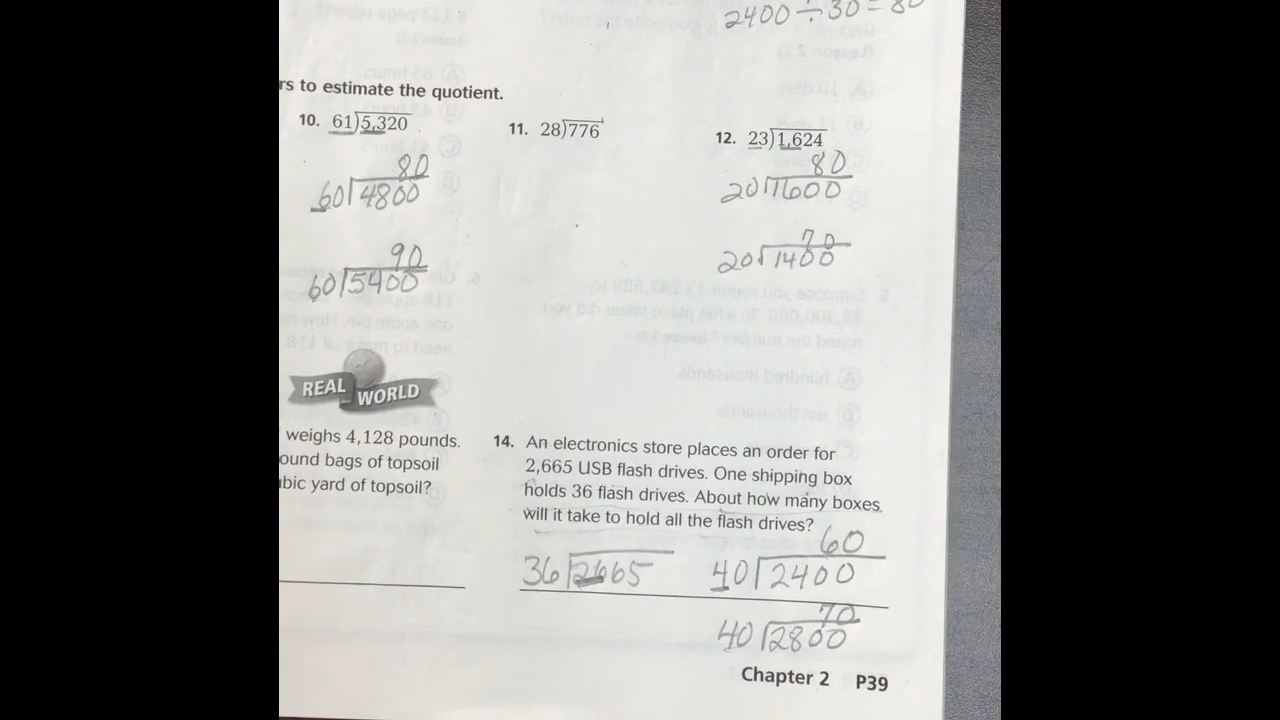 2400 ÷ 30 = 80
rs to estimate the quotient.
10. 61)5,320
80
60)4800
90
60)5400
11. 28)776
12. 23)1,624
80
20)1600
70
20)1400
REAL WORLD
weighs 4,128 pounds.
ound bags of topsoil
bic yard of topsoil?
14. An electronics store places an order for
2,665 USB flash drives. One shipping box
holds 36 flash drives. About how many boxes
will it take to hold all the flash drives?
36)2665
60
40)2400
70
40)2800
Chapter 2 P39